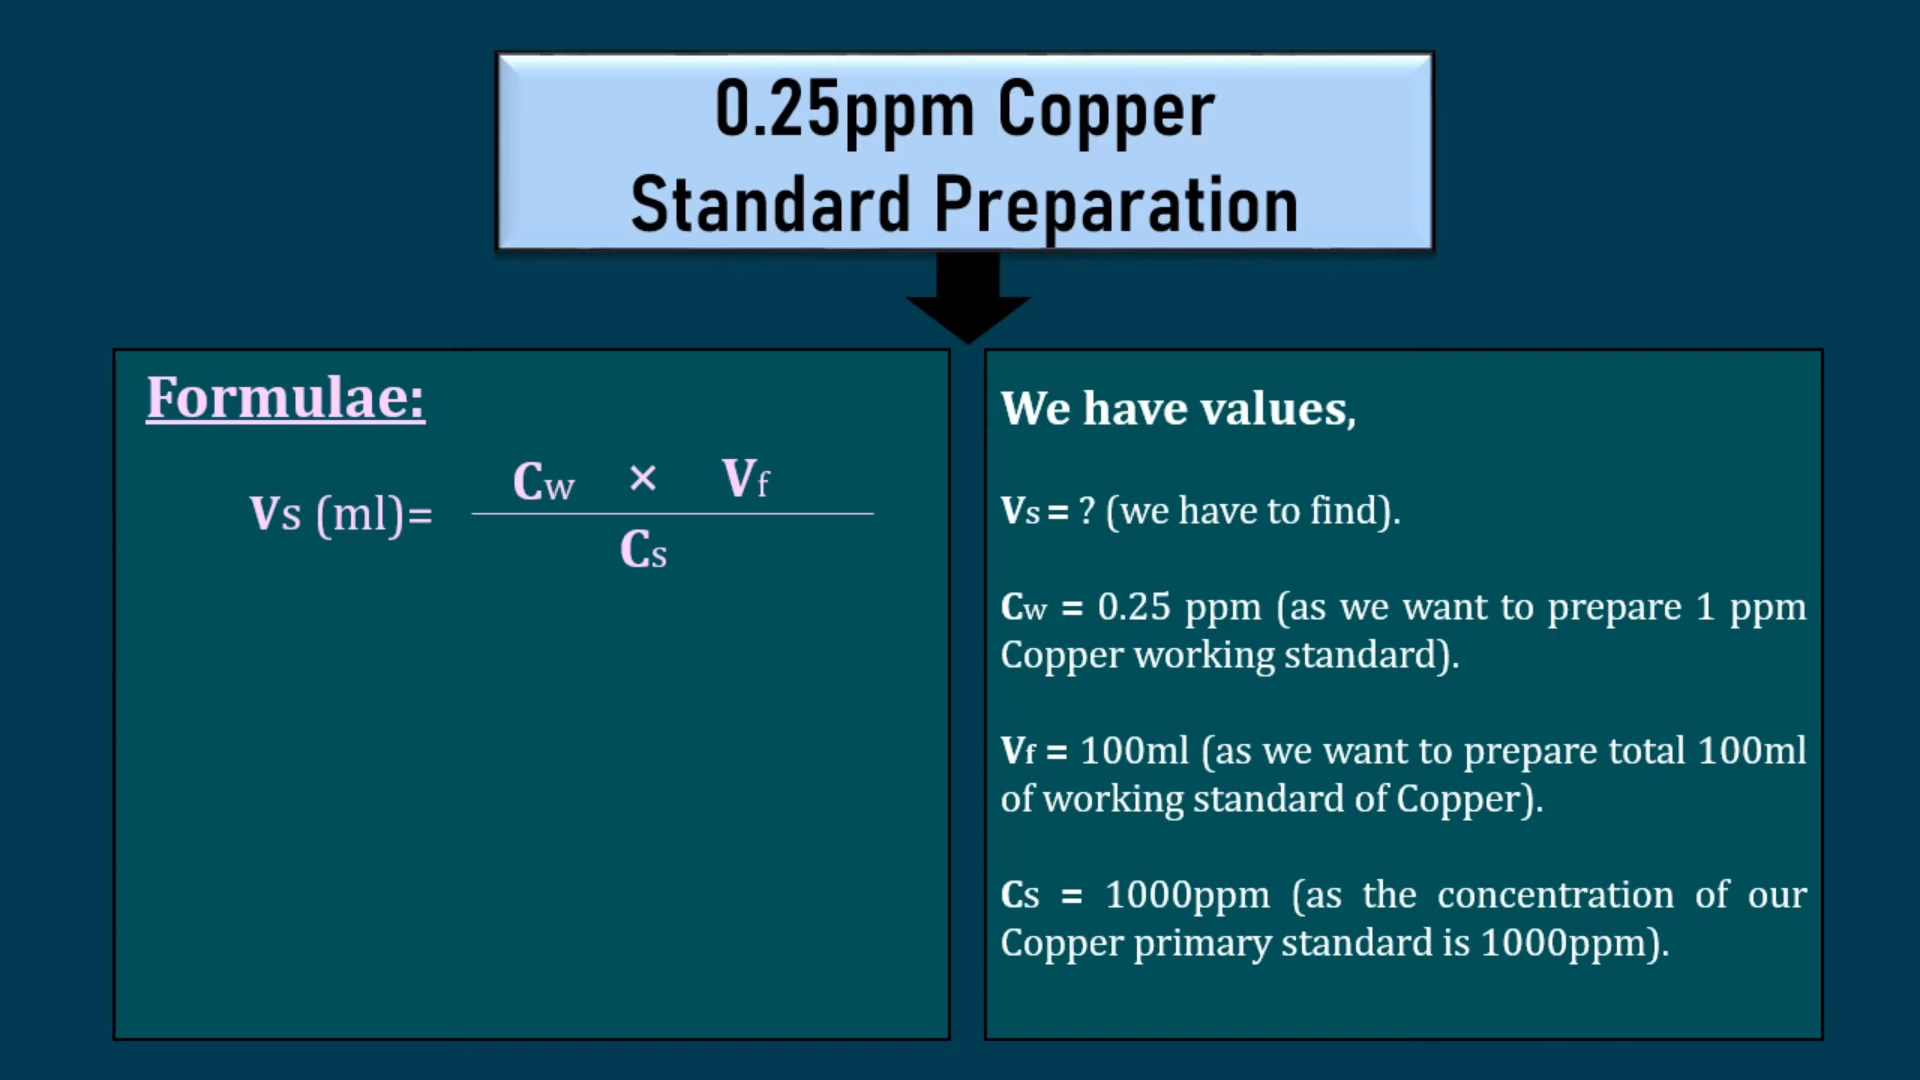 0.25ppm Copper
Standard Preparation
Formulae:
Vs (ml)=
Cw × Vf
Cs
We have values,
Vs = ? (we have to find).
Cw = 0.25 ppm (as we want to prepare 1 ppm
Copper working standard).
Vf = 100ml (as we want to prepare total 100ml
of working standard of Copper).
Cs = 1000ppm (as the concentration of our
Copper primary standard is 1000ppm).